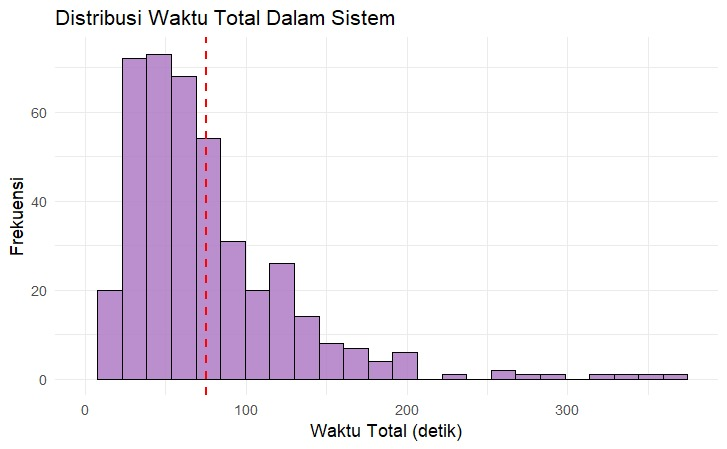 Distribusi Waktu Total Dalam Sistem
Frekuensi
60
40
20
0
0 100 200 300
Waktu Total (detik)